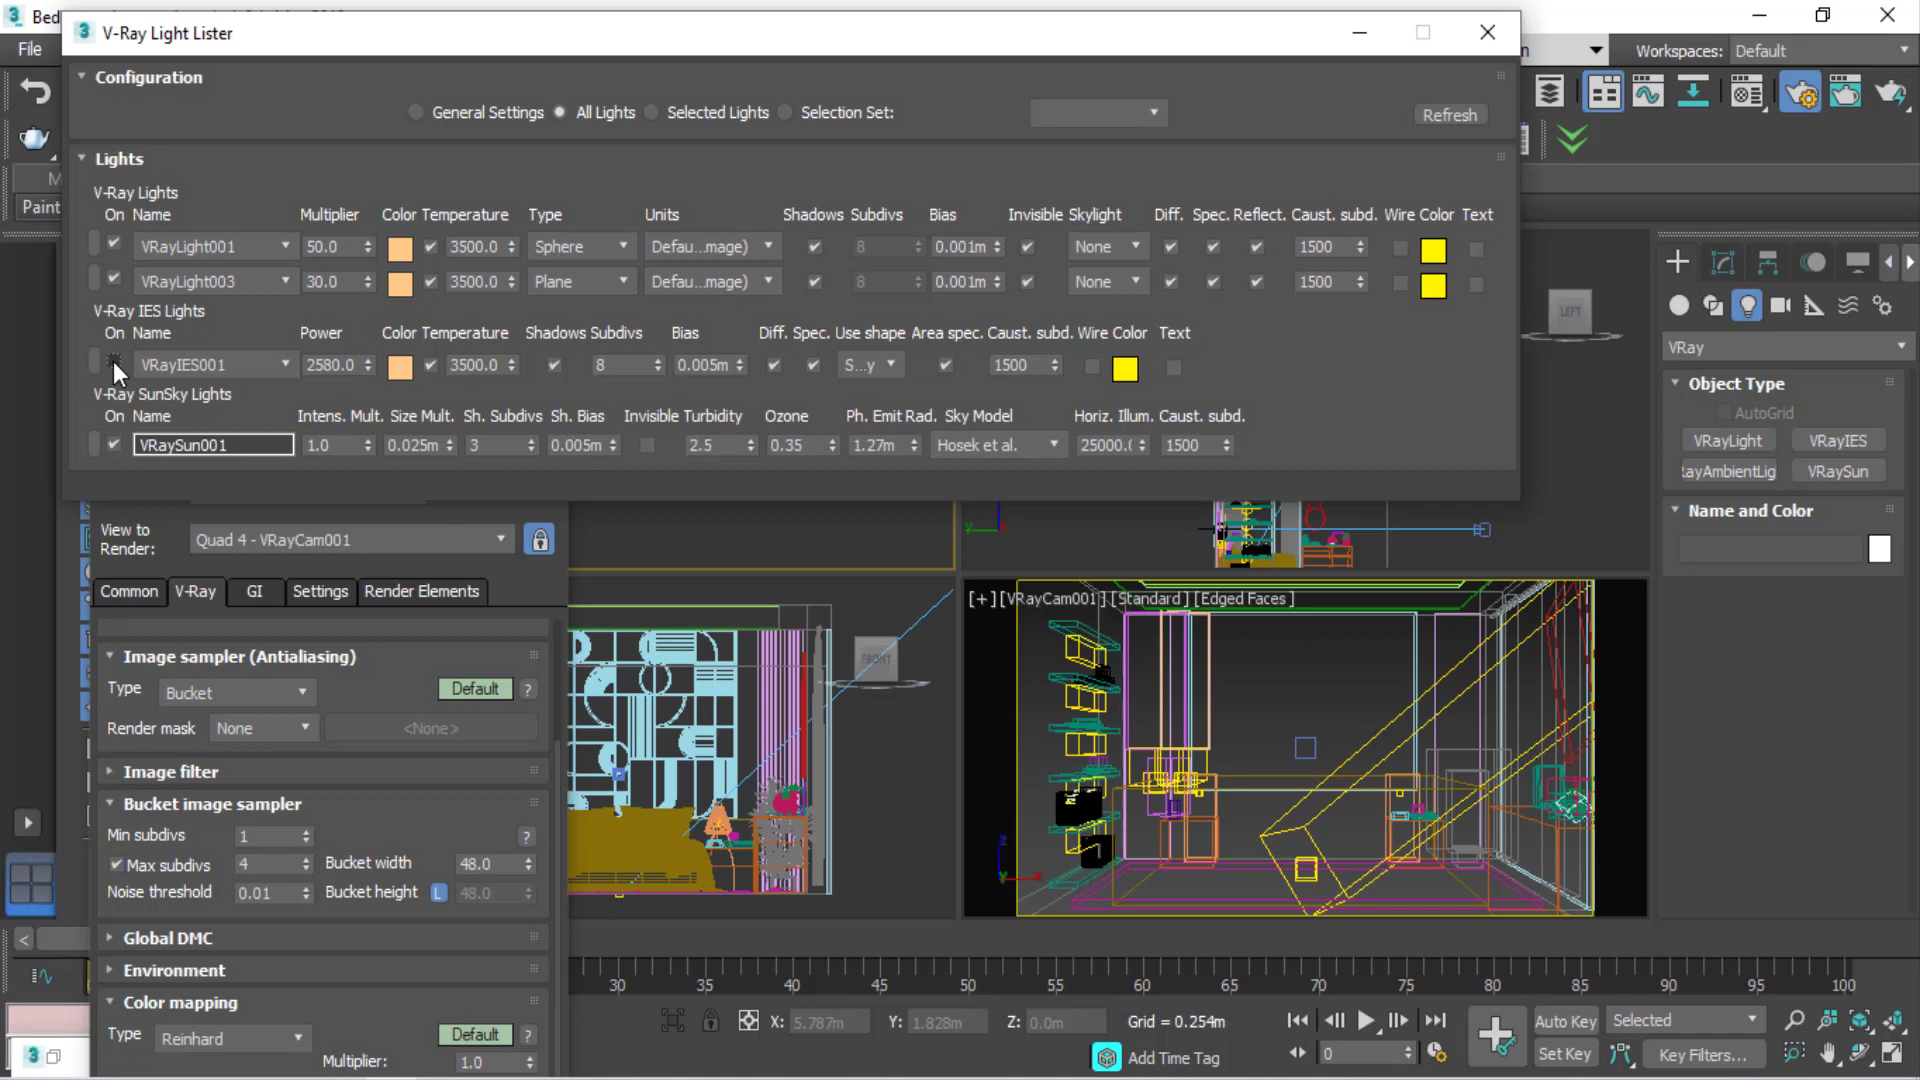 Bed
V-Ray Light Lister
File
Workspaces: Default
Configuration
General Settings All Lights Selected Lights Selection Set:
Refresh
Lights
Paint
V-Ray Lights
On Name Multiplier Color Temperature Type Units Shadows Subdivs Bias Invisible Skylight Diff. Spec. Reflect. Caust. subd. Wire Color Text
VRayLight001 50.0 3500.0 Sphere Defau...mage) 8 0.001m None 1500
VRayLight003 30.0 3500.0 Plane Defau...mage) 8 0.001m None 1500
V-Ray IES Lights
On Name Power Color Temperature Shadows Subdivs Bias Diff. Spec. Use shape Area spec. Caust. subd. Wire Color Text
VRayIES001 2580.0 3500.0 8 0.005m S...y 1500
V-Ray SunSky Lights
On Name Intens. Mult. Size Mult. Sh. Subdivs Sh. Bias Invisible Turbidity Ozone Ph. Emit Rad. Sky Model Horiz. Illum. Caust. subd.
VRaySun001 1.0 0.025m 3 0.005m 2.5 0.35 1.27m Hosek et al. 25000.( 1500
LEFT
VRay
Object Type
AutoGrid
VRayLight VRayIES
ayAmbientLig VRaySun
Name and Color
View to
Render: Quad 4 - VRayCam001
Common V-Ray GI Settings Render Elements
Image sampler (Antialiasing)
Type Bucket Default ?
Render mask None <None>
Image filter
Bucket image sampler
Min subdivs 1 ?
Max subdivs 4 Bucket width 48.0
Noise threshold 0.01 Bucket height L 48.0
Global DMC
Environment
Color mapping
Type Reinhard Default ?
Multiplier: 1.0
FRONT
[+] [VRayCam001] [Standard] [Edged Faces]
z
x
30 35 40 45 50 55 60 65 70 75 80 85 90 95 100
X: 5.787m Y: 1.828m Z: 0.0m Grid = 0.254m
Add Time Tag
0
Auto Key Selected
Set Key Key Filters...